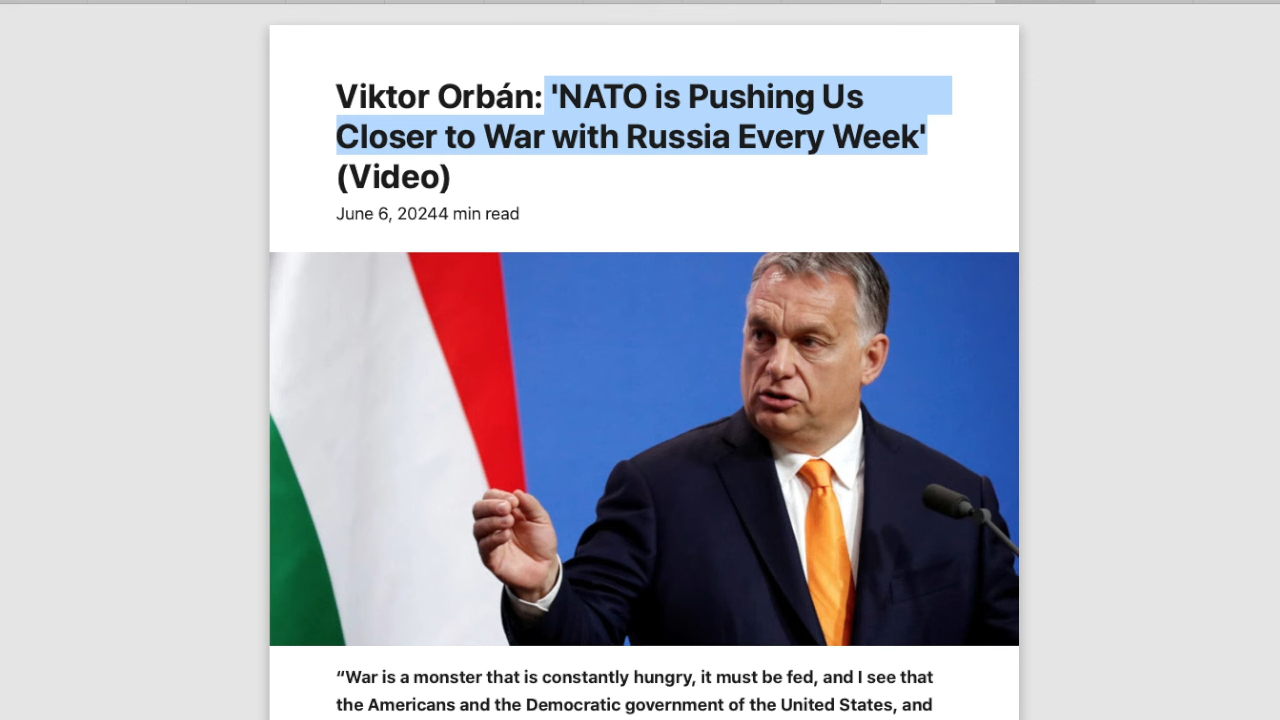 Viktor Orbán: 'NATO is Pushing Us
Closer to War with Russia Every Week'
(Video)
June 6, 20244 min read
“War is a monster that is constantly hungry, it must be fed, and I see that
the Americans and the Democratic government of the United States, and